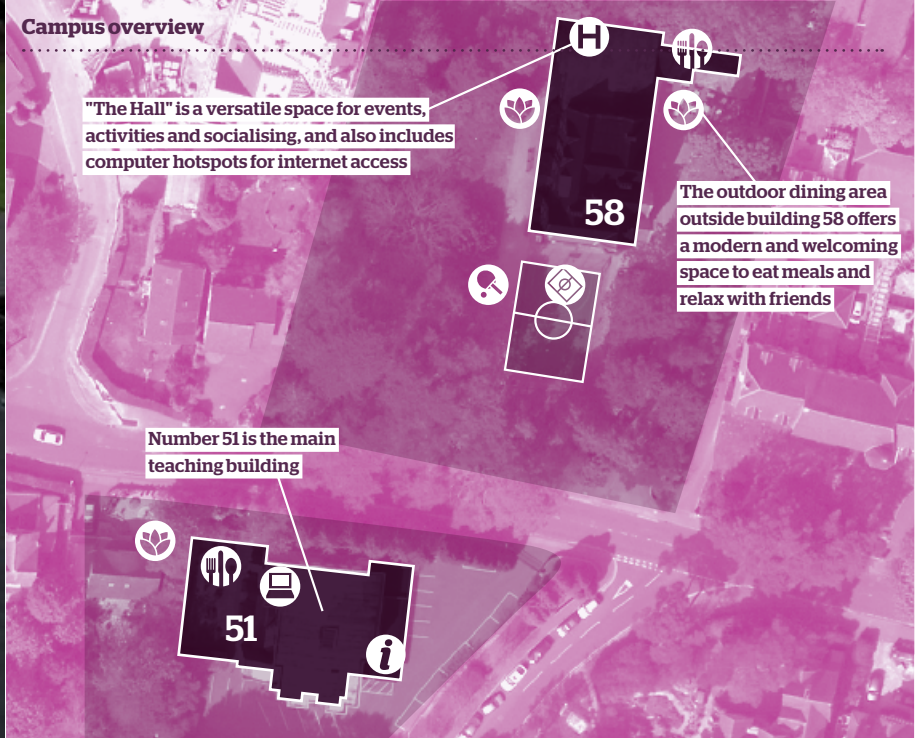 Campus overview
H
"The Hall" is a versatile space for events,
activities and socialising, and also includes
computer hotspots for internet access
58
The outdoor dining area
outside building 58 offers
a modern and welcoming
space to eat meals and
relax with friends
Number 51 is the main
teaching building
51
i